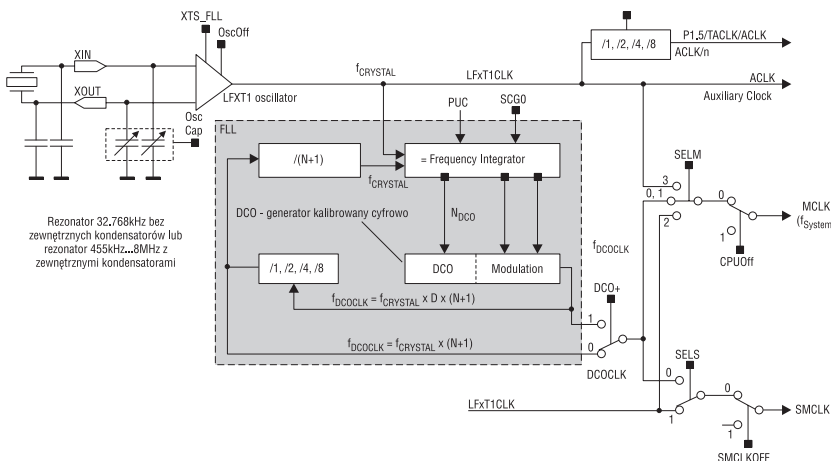 XTS_FLL
OscOff
XIN
XOUT
LFXT1 oscillator
Osc
Cap
fCRYSTAL
LFxT1CLK
/1, /2, /4, /8
P1.5/TACLK/ACLK
ACLK/n
ACLK
Auxiliary Clock
PUC
SCG0
FLL
/(N+1)
= Frequency Integrator
fCRYSTAL
SELM
3
0, 1
2
0
1
MCLK
(fSystem
CPUOff
Rezonator 32.768kHz bez
zewnętrznych kondensatorów lub
rezonator 455kHz...8MHz z
zewnętrznymi kondensatorami
DCO - generator kalibrowany cyfrowo
NDCO
fDCOCLK
/1, /2, /4, /8
DCO
Modulation
fDCOCLK = fCRYSTAL x D x (N+1)
DCO+
1
0
fDCOCLK = fCRYSTAL x (N+1)
DCOCLK
SELS
0
1
LFxT1CLK
0
1
SMCLK
SMCLKOFF